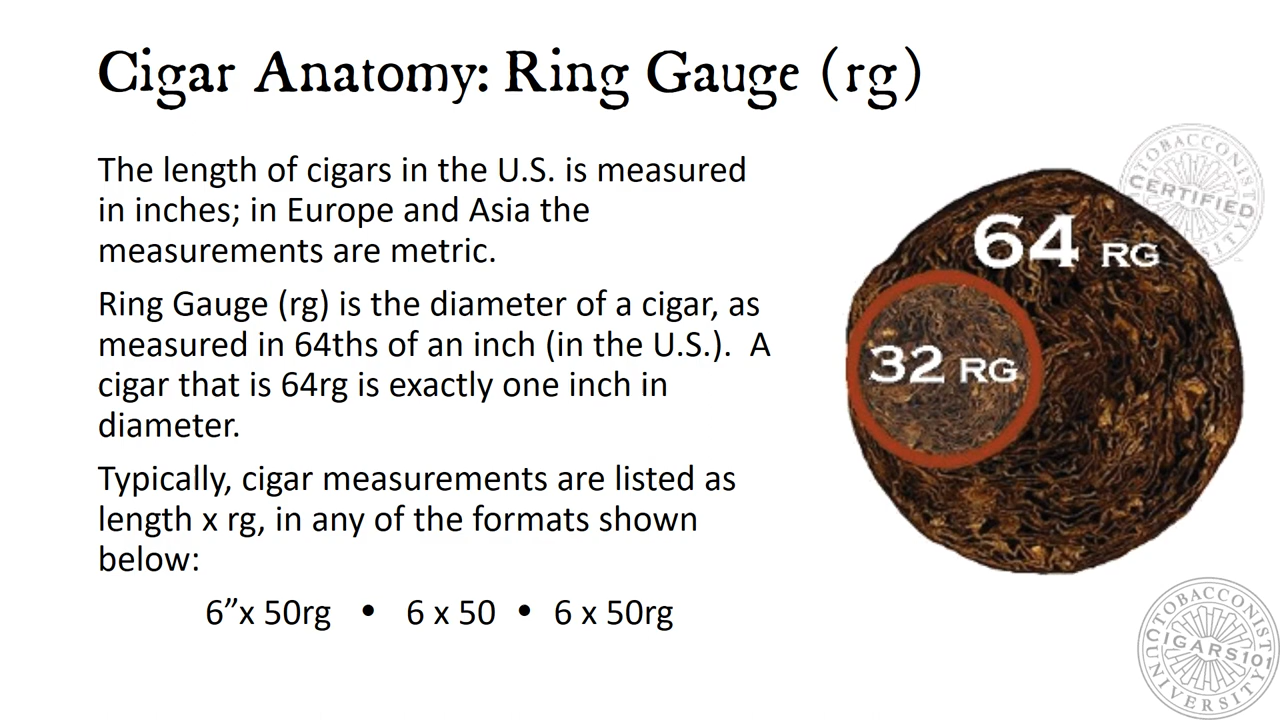 Cigar Anatomy: Ring Gauge (rg)
The length of cigars in the U.S. is measured
in inches; in Europe and Asia the
measurements are metric.
Ring Gauge (rg) is the diameter of a cigar, as
measured in 64ths of an inch (in the U.S.).  A
cigar that is 64rg is exactly one inch in
diameter.
Typically, cigar measurements are listed as
length x rg, in any of the formats shown
below:
6”x 50rg • 6 x 50 • 6 x 50rg
64 RG
32 RG
TOBACCONIST
CERTIFIED
UNIVERSITY
TOBACCONIST
CIGARS101
UNIVERSITY